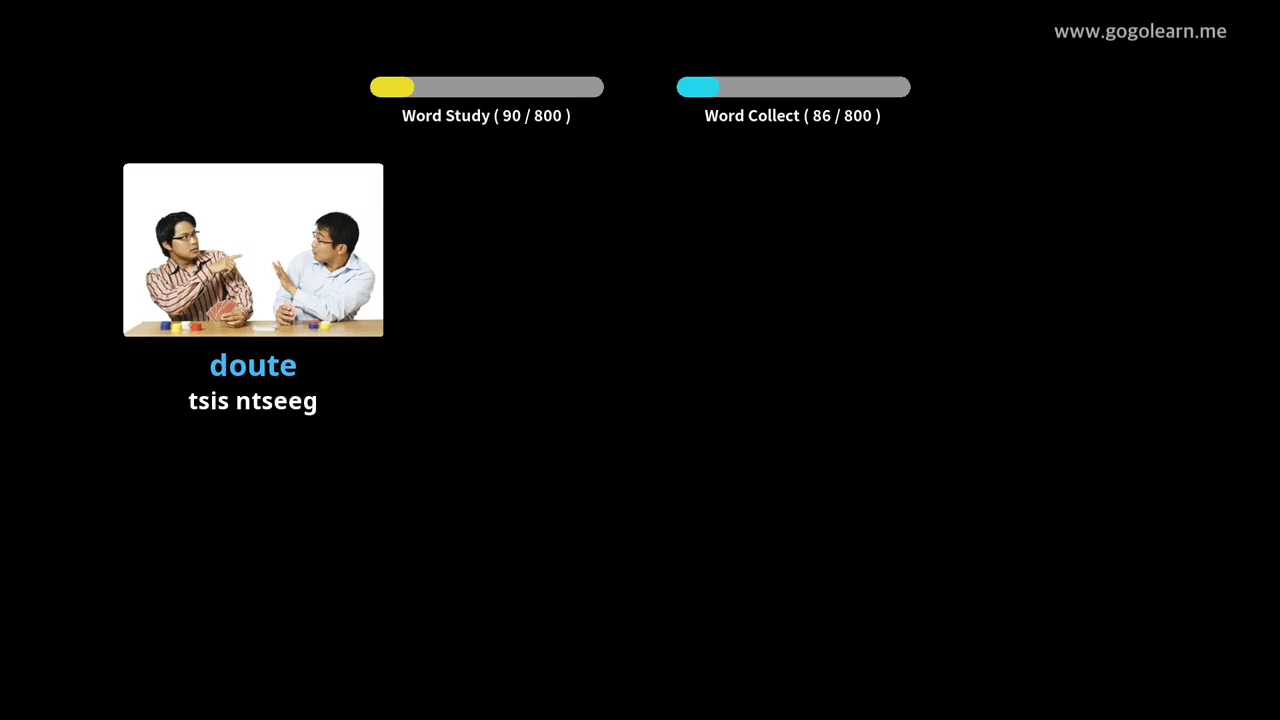 www.gogolearn.me
Word Study ( 90 / 800 )
Word Collect ( 86 / 800 )
doute
tsis ntseeg